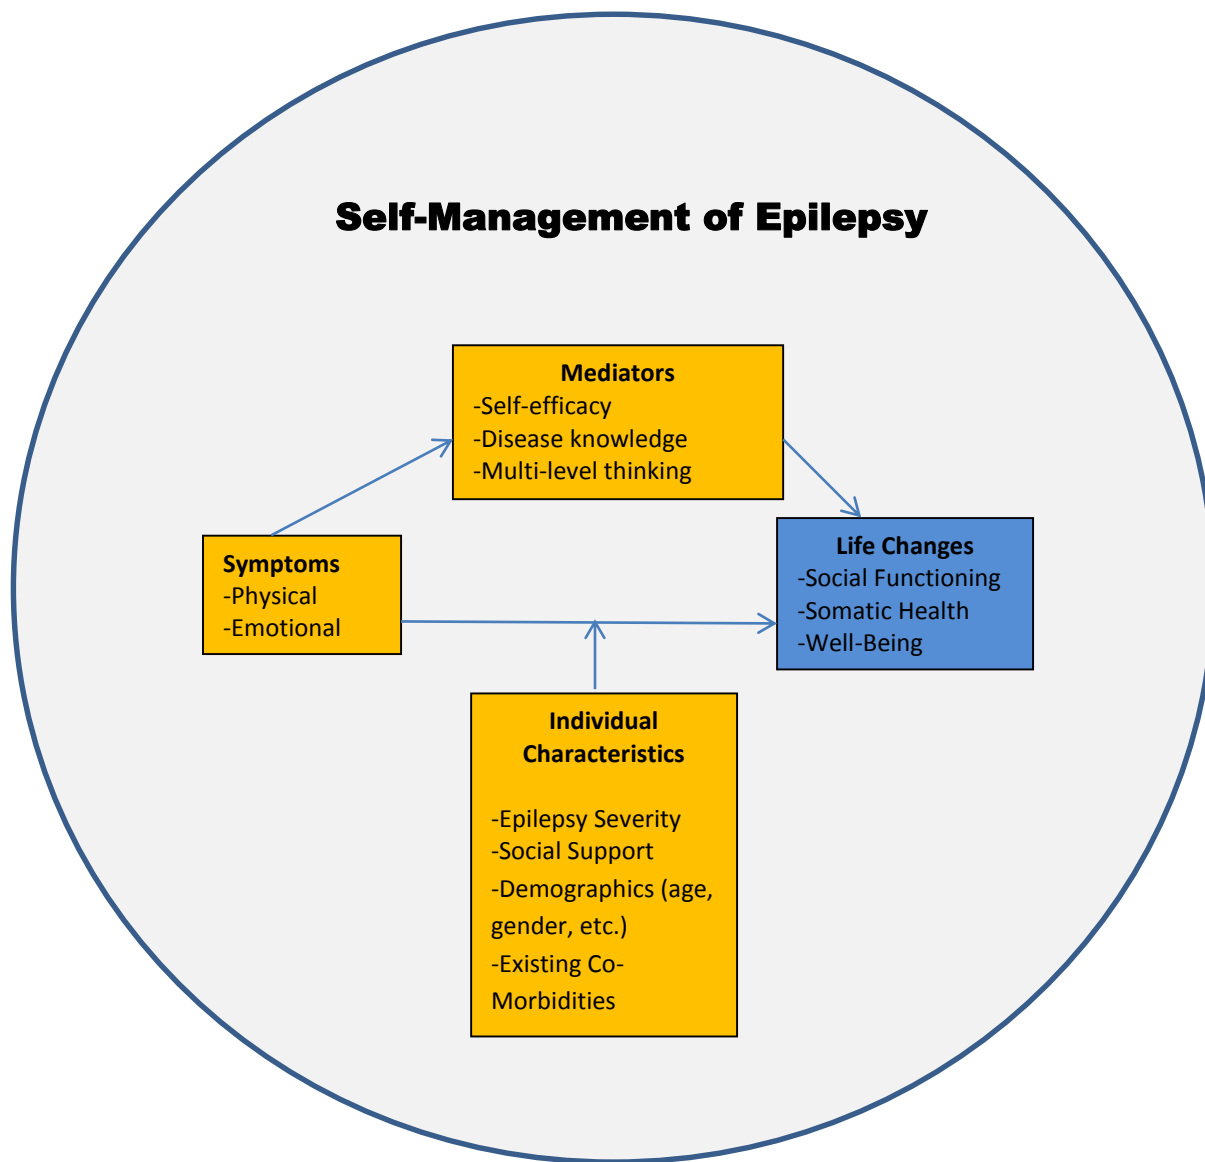 Self-Management of Epilepsy
Mediators
-Self-efficacy
-Disease knowledge
-Multi-level thinking
Symptoms
-Physical
-Emotional
Life Changes
-Social Functioning
-Somatic Health
-Well-Being
Individual
Characteristics
-Epilepsy Severity
-Social Support
-Demographics (age,
gender, etc.)
-Existing Co-
Morbidities